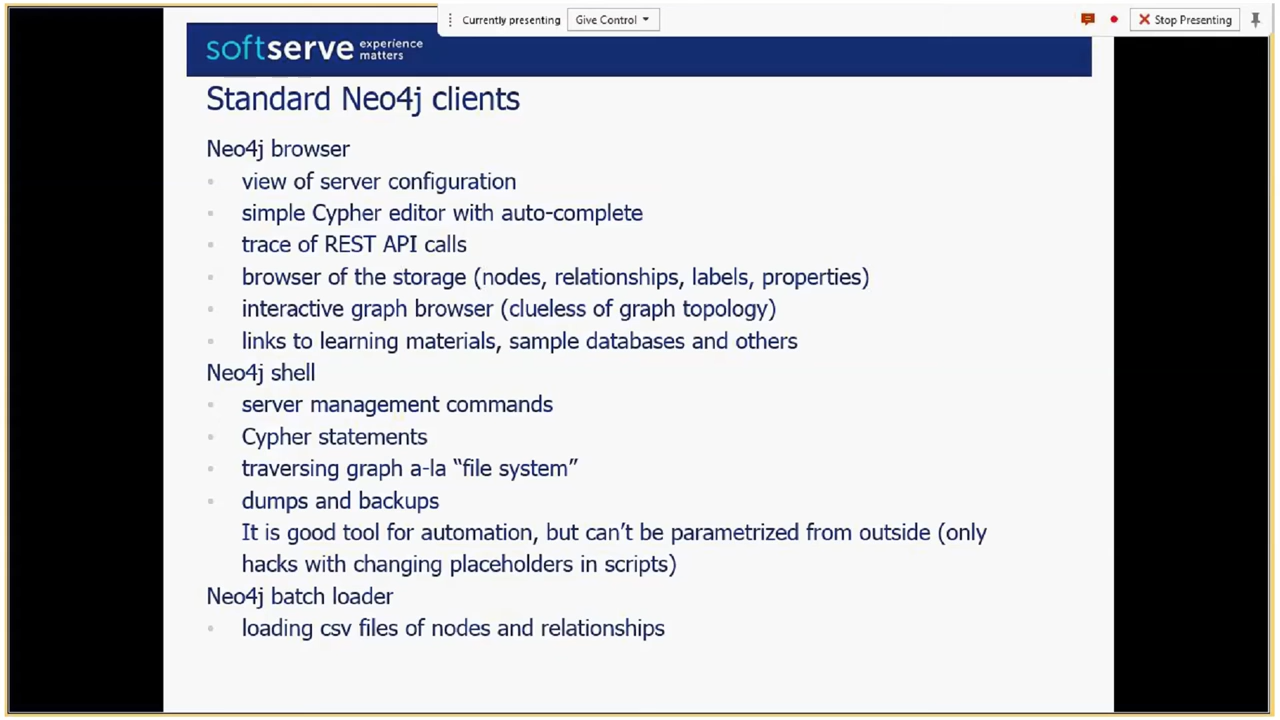 Currently presenting
Give Control
Stop Presenting
softserve experience matters
Standard Neo4j clients
Neo4j browser
view of server configuration
simple Cypher editor with auto-complete
trace of REST API calls
browser of the storage (nodes, relationships, labels, properties)
interactive graph browser (clueless of graph topology)
links to learning materials, sample databases and others
Neo4j shell
server management commands
Cypher statements
traversing graph a-la “file system”
dumps and backups
It is good tool for automation, but can’t be parametrized from outside (only
hacks with changing placeholders in scripts)
Neo4j batch loader
loading csv files of nodes and relationships